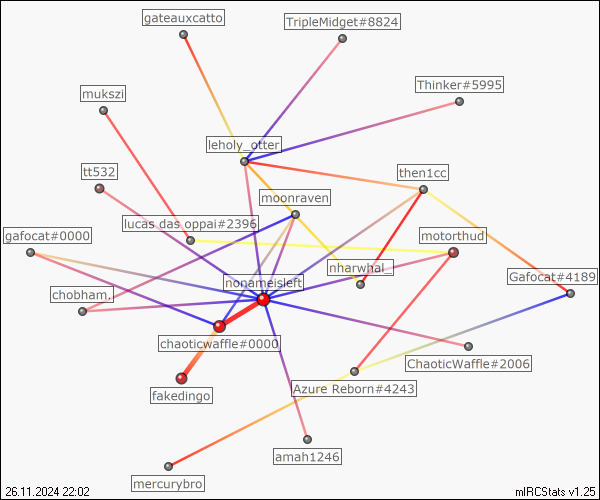 gateauxcatto
TripleMidget#8824
Thinker#5995
mukszi
leholy_otter
tt532
then1cc
moonraven
lucas das oppai#2396
motorthud
gafocat#0000
nharwhal_
Gafocat#4189
nonameisleft
chobham.
chaoticwaffle#0000
ChaoticWaffle#2006
Azure Reborn#4243
fakedingo
amah1246
mercurybro
26.11.2024 22:02
mIRCStats v1.25